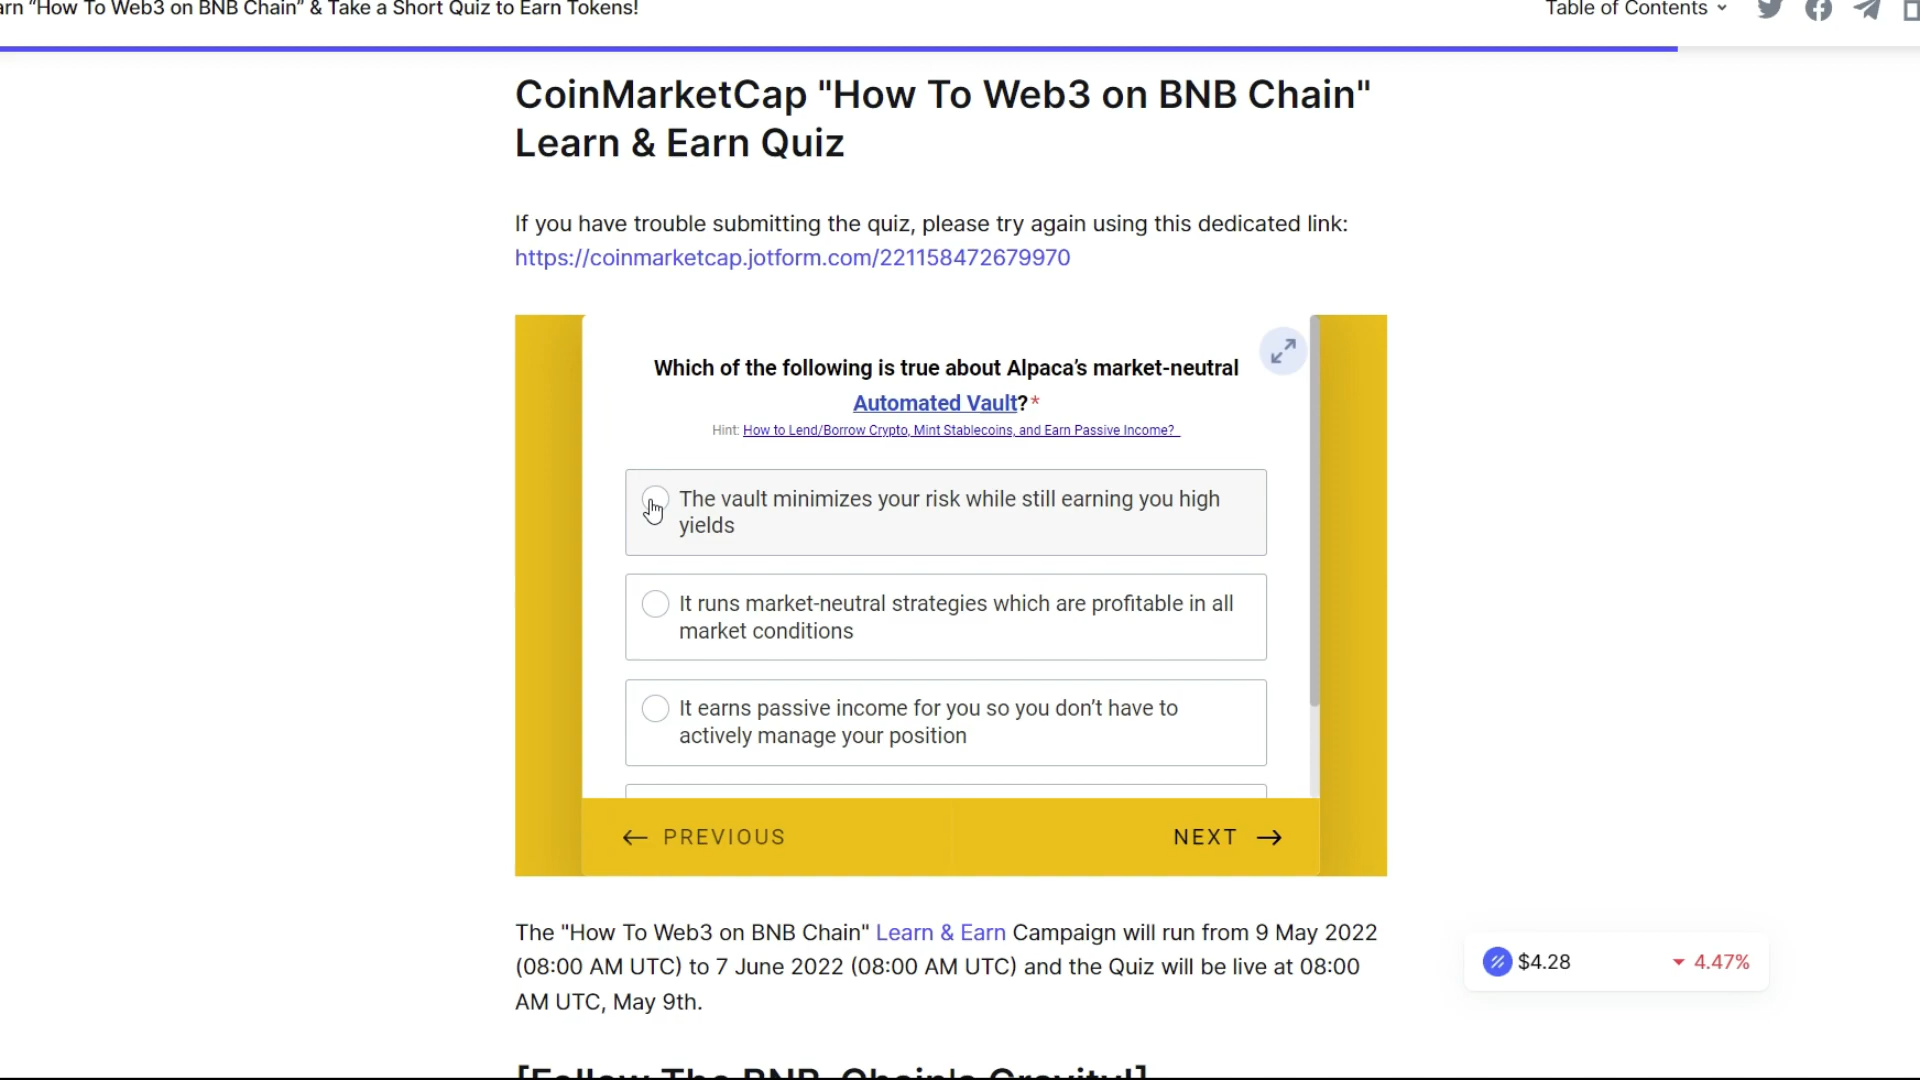 arn “How To Web3 on BNB Chain” & Take a Short Quiz to Earn Tokens!
Table of Contents
CoinMarketCap "How To Web3 on BNB Chain"
Learn & Earn Quiz
If you have trouble submitting the quiz, please try again using this dedicated link:
https://coinmarketcap.jotform.com/221158472679970
Which of the following is true about Alpaca’s market-neutral
Automated Vault?*
Hint: How to Lend/Borrow Crypto, Mint Stablecoins, and Earn Passive Income?
The vault minimizes your risk while still earning you high
yields
It runs market-neutral strategies which are profitable in all
market conditions
It earns passive income for you so you don’t have to
actively manage your position
← PREVIOUS
NEXT →
The "How To Web3 on BNB Chain" Learn & Earn Campaign will run from 9 May 2022
(08:00 AM UTC) to 7 June 2022 (08:00 AM UTC) and the Quiz will be live at 08:00
AM UTC, May 9th.
$4.28
4.47%
[Follow The BNB Chain's Gravity!]